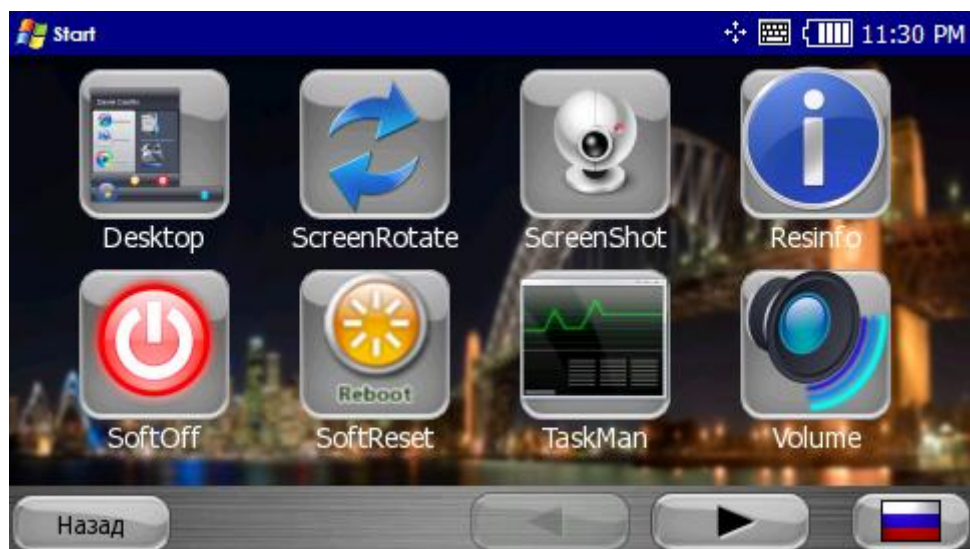 Start 11:30 PM
Desktop ScreenRotate ScreenShot Resinfo
Reboot
SoftOff SoftReset TaskMan Volume
Назад